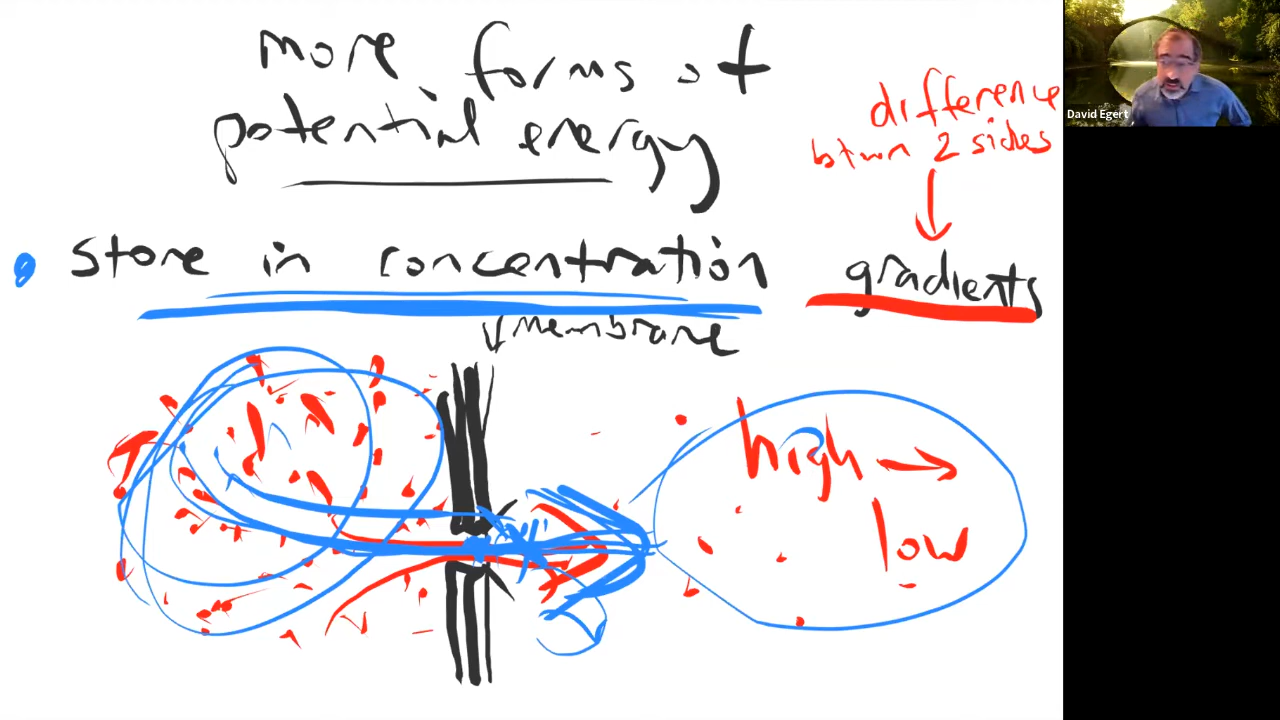 more forms of
potential energy
difference
btwn 2 sides
store in concentration gradients
membrane
high →
low
David Egert